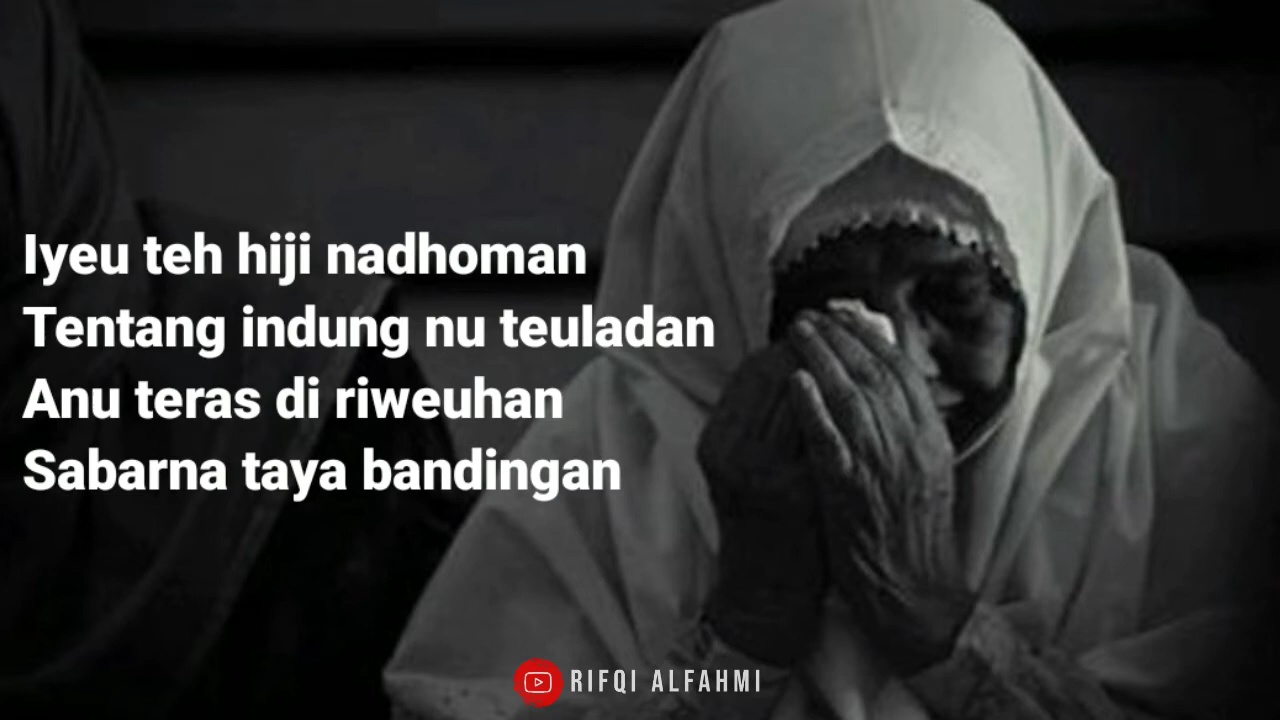 Iyeu teh hiji nadhoman
Tentang indung nu teuladan
Anu teras di riweuhan
Sabarna taya bandingan
RIFQI ALFAHMI